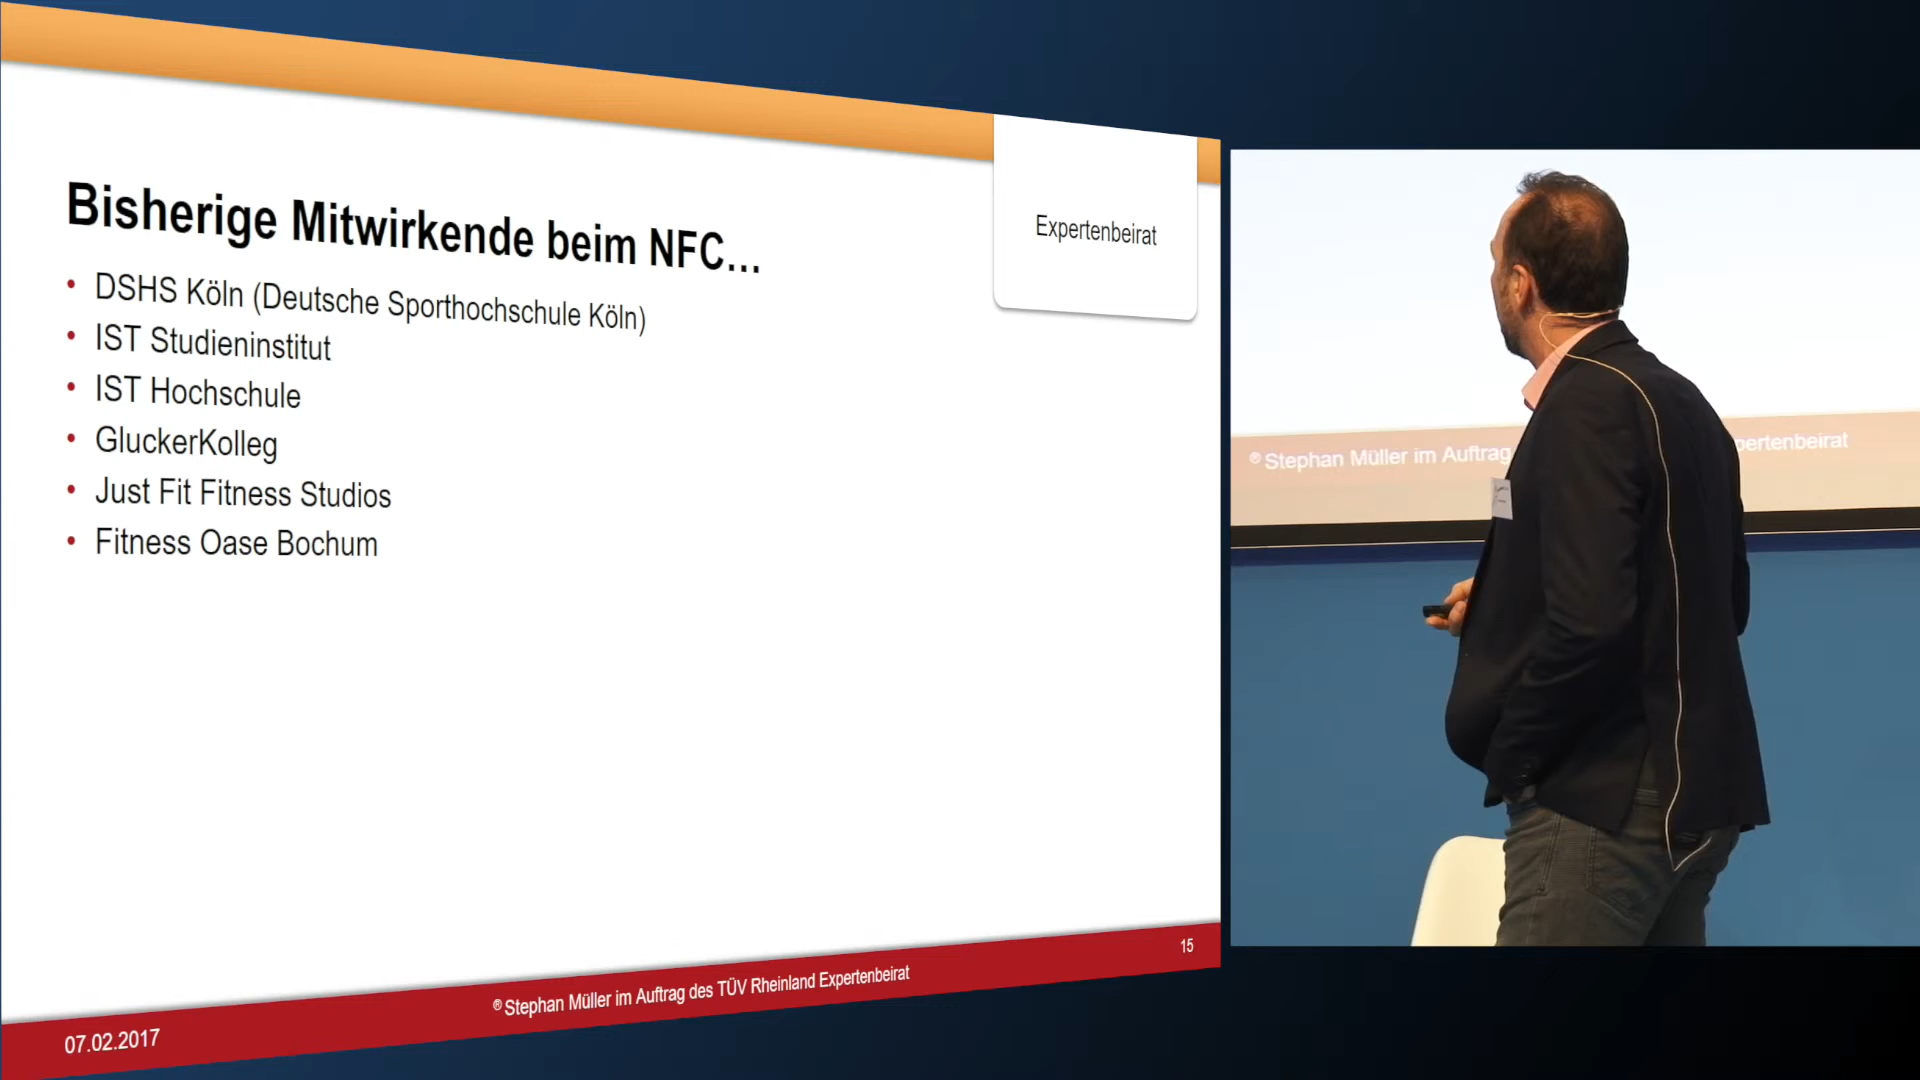 Expertenbeirat
Bisherige Mitwirkende beim NFC...
• DSHS Köln (Deutsche Sporthochschule Köln)
• IST Studieninstitut
• IST Hochschule
• GluckerKolleg
• Just Fit Fitness Studios
• Fitness Oase Bochum
07.02.2017
® Stephan Müller im Auftrag des TÜV Rheinland Expertenbeirat
15
® Stephan Müller im Auftrag pertenbeirat